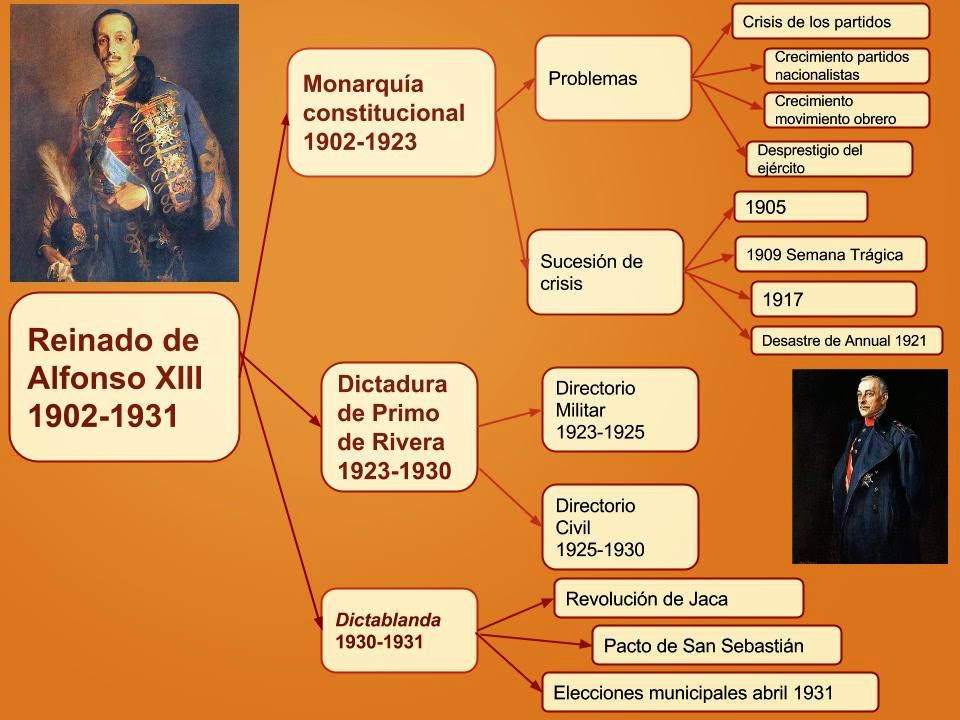 Reinado de
Alfonso XIII
1902-1931
Monarquía
constitucional
1902-1923
Problemas
Crisis de los partidos
Crecimiento partidos
nacionalistas
Crecimiento
movimiento obrero
Desprestigio del
ejército
Sucesión de
crisis
1905
1909 Semana Trágica
1917
Desastre de Annual 1921
Dictadura
de Primo
de Rivera
1923-1930
Directorio
Militar
1923-1925
Directorio
Civil
1925-1930
Dictablanda
1930-1931
Revolución de Jaca
Pacto de San Sebastián
Elecciones municipales abril 1931